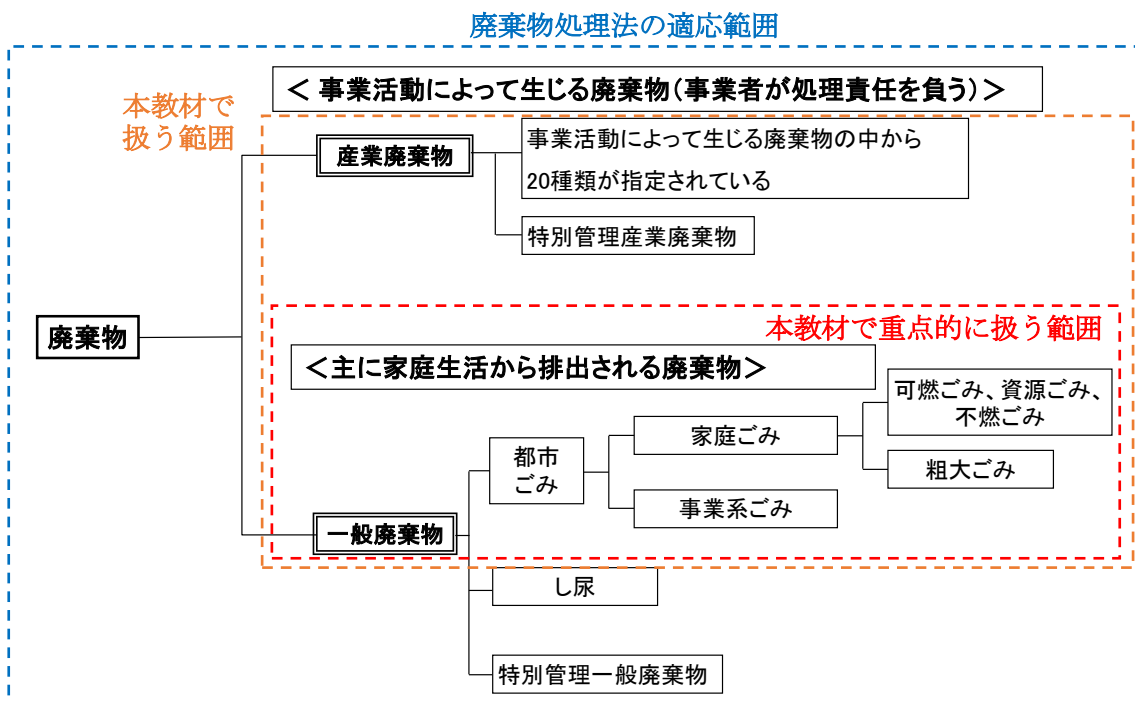 廃棄物処理法の適応範囲
本教材で
扱う範囲
＜ 事業活動によって生じる廃棄物（事業者が処理責任を負う）＞
産業廃棄物
事業活動によって生じる廃棄物の中から
20種類が指定されている
特別管理産業廃棄物
廃棄物
本教材で重点的に扱う範囲
＜主に家庭生活から排出される廃棄物＞
可燃ごみ、資源ごみ、
不燃ごみ
家庭ごみ
都市
ごみ
粗大ごみ
事業系ごみ
一般廃棄物
し尿
特別管理一般廃棄物